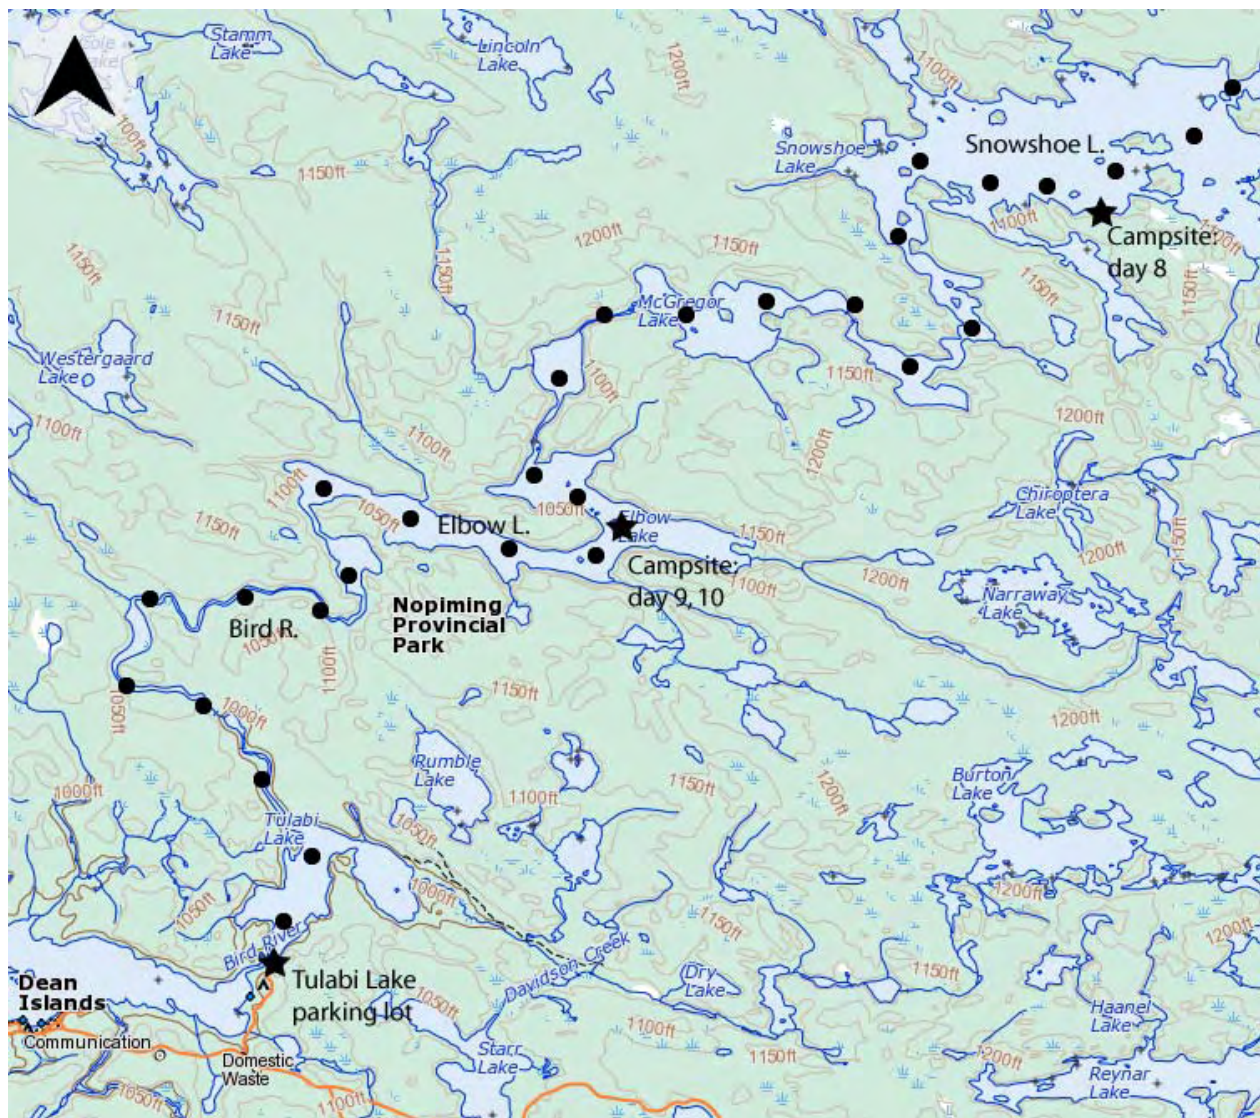 Stamm
Lake
Lincoln
Lake
1200ft
1100ft
100ft
1150ft
Snowshoe
Lake
Snowshoe L.
1100ft
1100ft
Campsite:
day 8
1150ft
1150ft
1150ft
1200ft
1150ft
1150ft
McGregor
Lake
1150ft
Westergaard
Lake
1100ft
1150ft
1200ft
1200ft
1100ft
1100ft
1100ft
1050ft
Elbow L.
1050ft
Elbow
Lake
1150ft
Chiroptera
Lake
1150ft
1200ft
1150ft
Campsite:
day 9, 10
1100ft
1200ft
Narraway
Lake
Nopiming
Provincial
Park
Bird R.
1050ft
1100ft
1050ft
1000ft
1150ft
1200ft
Rumble
Lake
1100ft
1150ft
1200ft
Burton
Lake
1000ft
Tulabi
Lake
1050ft
1000ft
1050ft
1150ft
1200ft
1200ft
Bird River
Davidson Creek
Dry
Lake
1150ft
Tulabi Lake
parking lot
Dean
Islands
Communication
Domestic
Waste
1050ft
Starr
Lake
1100ft
1150ft
Haanel
Lake
1200ft
Reynar
Lake
1050ft
1100ft